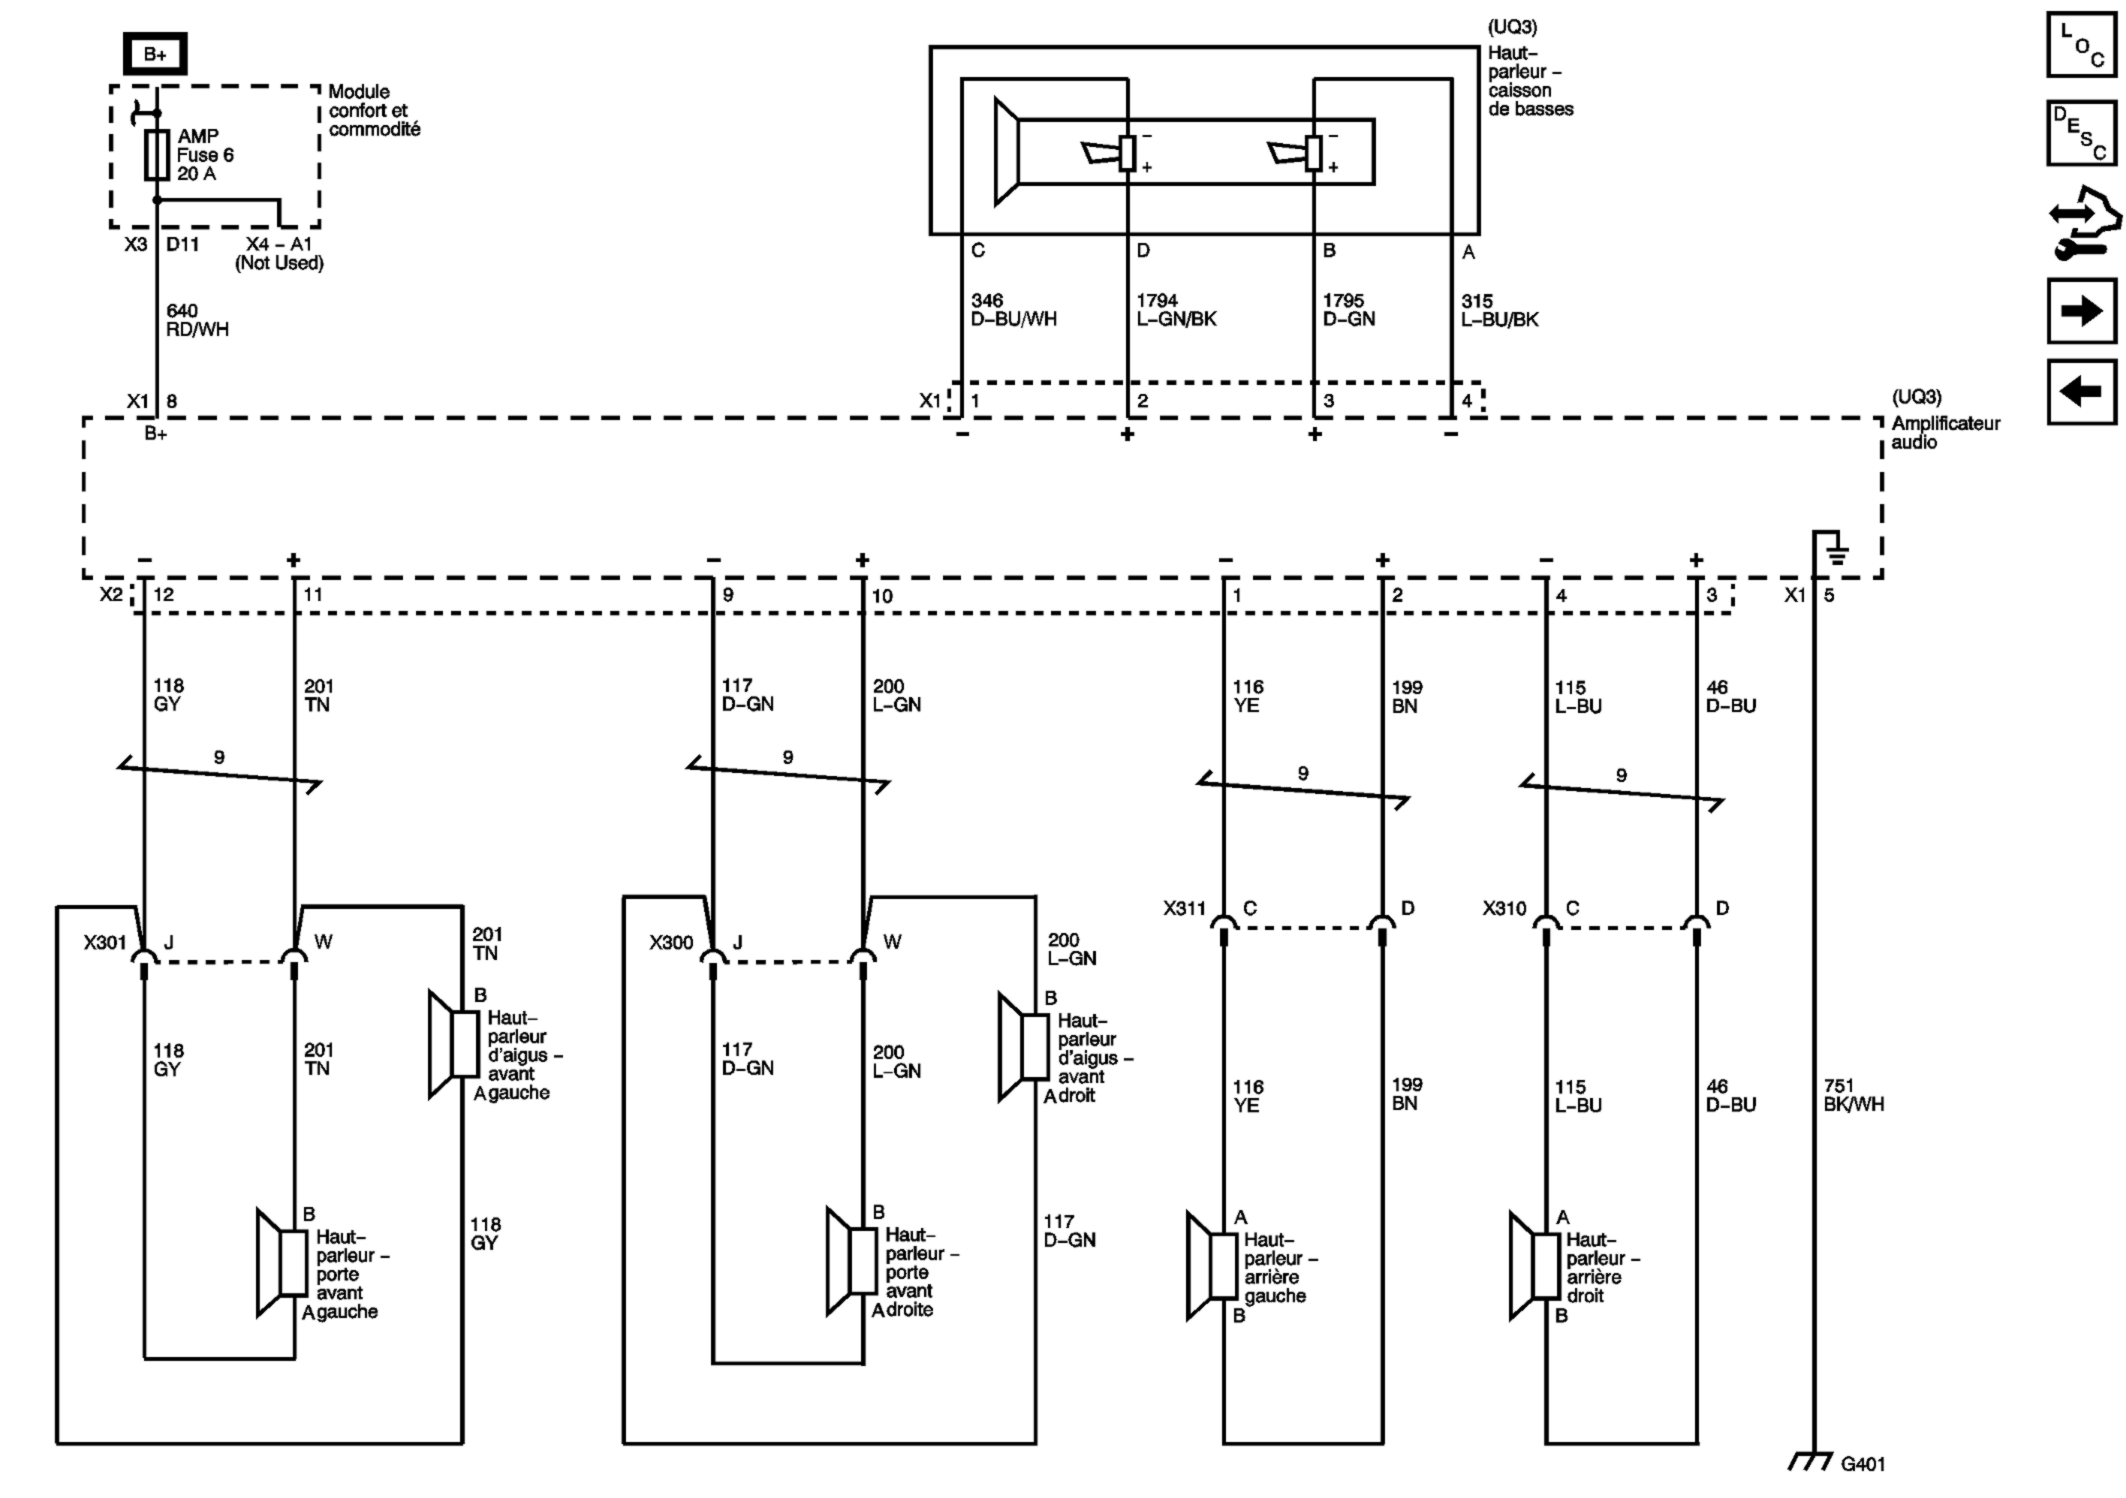 B+
Module
confort et
commodité
AMP
Fuse 6
20 A
X3 D11 X4 – A1
(Not Used)
640
RD/WH
X1 8
B+
(UQ3)
Haut–
parleur –
caisson
de basses
–
+
–
+
C D B A
346
D–BU/WH
1794
L–GN/BK
1795
D–GN
315
L–BU/BK
X1 1 2 3 4
– + + –
L O C
D E S C
(UQ3)
Amplificateur
audio
– + – + – + – +
X2 12 11 9 10 1 2 4 3 X1 5
118
GY
201
TN
117
D–GN
200
L–GN
116
YE
199
BN
115
L–BU
46
D–BU
9 9 9 9
X301 J W
201
TN
X300 J W
200
L–GN
X311 C D
X310 C D
118
GY
201
TN
B
Haut–
parleur
d'aigus –
avant
A gauche
117
D–GN
200
L–GN
B
Haut–
parleur
d'aigus –
avant
A droit
116
YE
199
BN
115
L–BU
46
D–BU
751
BK/WH
B
Haut–
parleur –
porte
avant
A gauche
118
GY
B
Haut–
parleur –
porte
avant
A droite
117
D–GN
A
Haut–
parleur –
arrière
gauche
B
A
Haut–
parleur –
arrière
droit
B
G401